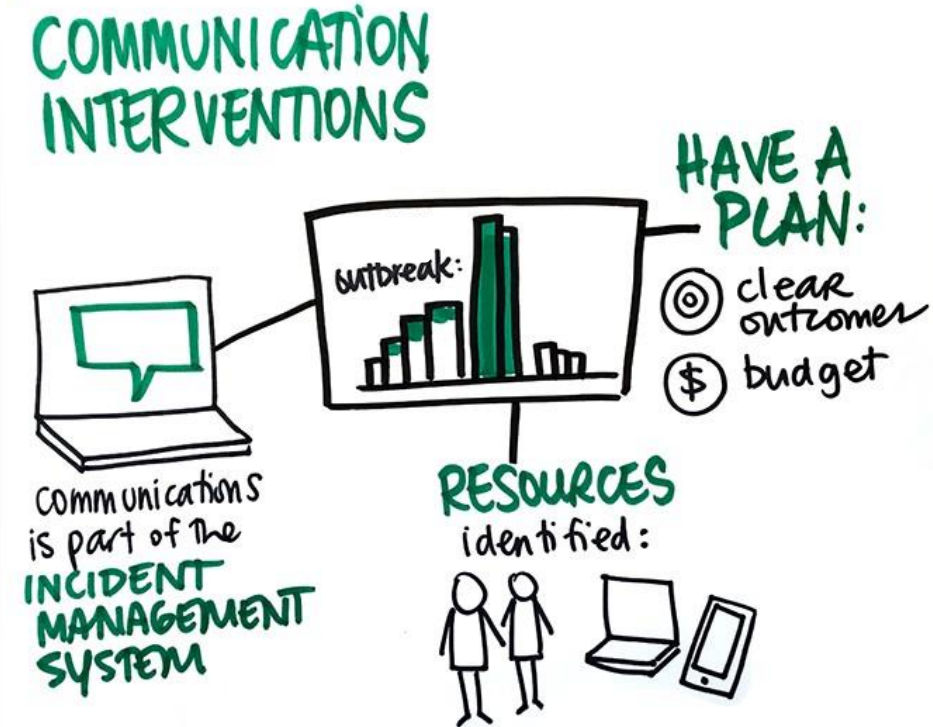 COMMUNICATION
INTERVENTIONS
HAVE A
PLAN:
clear
outcomes
$ budget
outbreak:
communications
is part of the
INCIDENT
MANAGEMENT
SYSTEM
RESOURCES
identified: